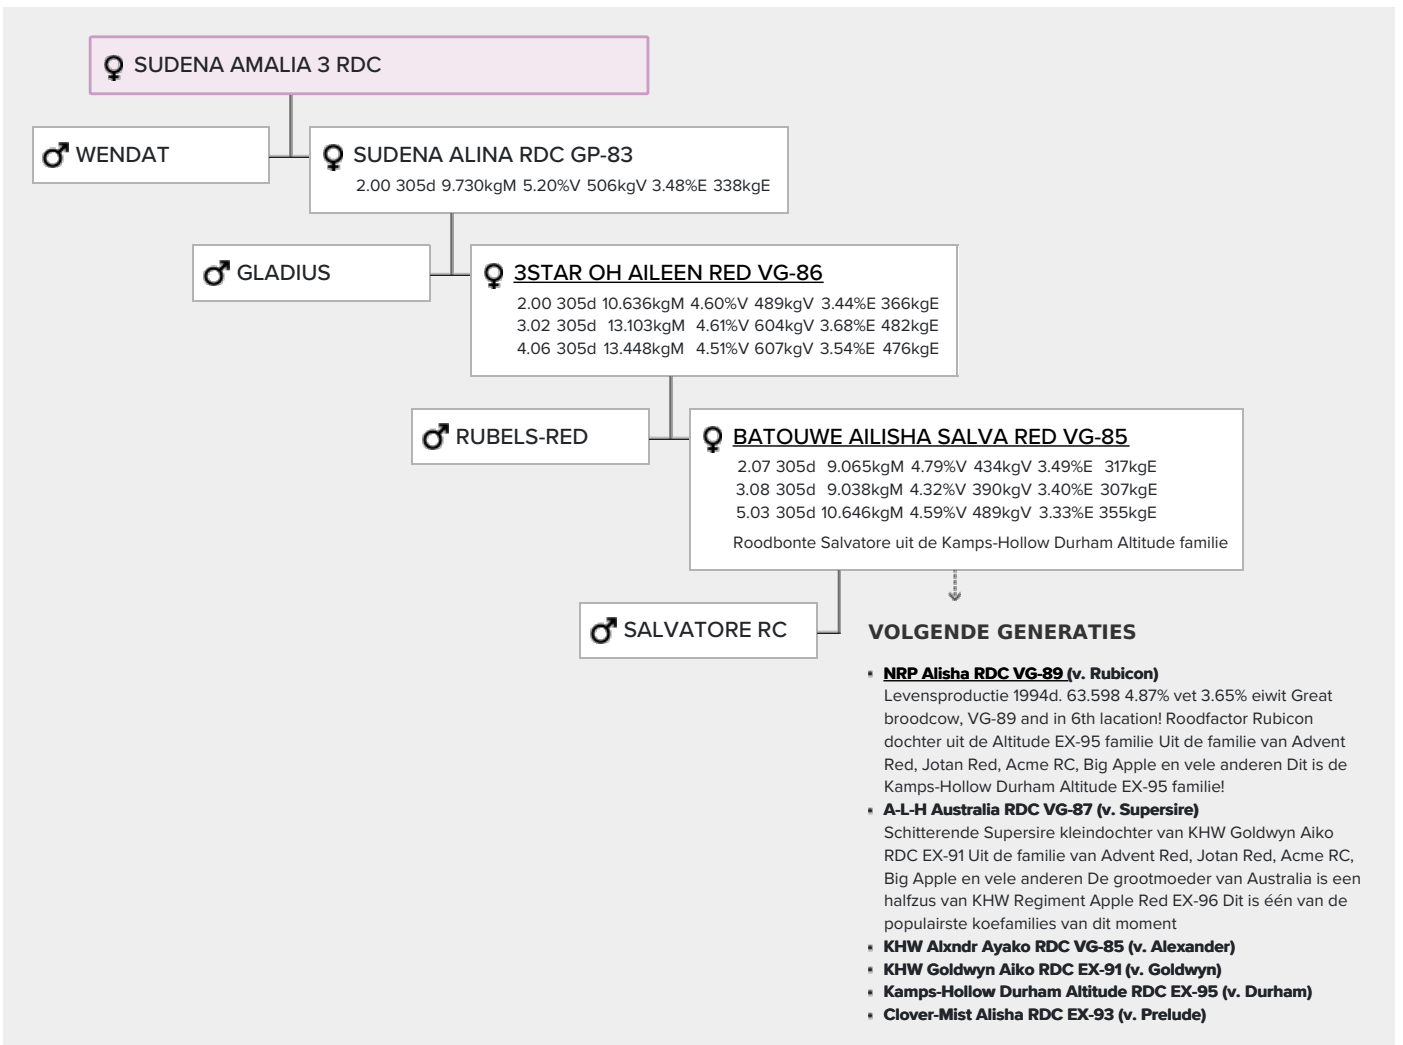 SUDENA AMALIA 3 RDC
WENDAT
SUDENA ALINA RDC GP-83
2.00 305d 9.730kgM 5.20%V 506kgV 3.48%E 338kgE
GLADIUS
3STAR OH AILEEN RED VG-86
2.00 305d 10.636kgM 4.60%V 489kgV 3.44%E 366kgE
3.02 305d 13.103kgM 4.61%V 604kgV 3.68%E 482kgE
4.06 305d 13.448kgM 4.51%V 607kgV 3.54%E 476kgE
RUBELS-RED
BATOUWE AILISHA SALVA RED VG-85
2.07 305d 9.065kgM 4.79%V 434kgV 3.49%E 317kgE
3.08 305d 9.038kgM 4.32%V 390kgV 3.40%E 307kgE
5.03 305d 10.646kgM 4.59%V 489kgV 3.33%E 355kgE
Roodbonte Salvatore uit de Kamps-Hollow Durham Altitude familie
SALVATORE RC
VOLGENDE GENERATIES
NRP Alisha RDC VG-89 (v. Rubicon)
Levensproductie 1994d. 63.598 4.87% vet 3.65% eiwit Great
broodcow, VG-89 and in 6th lacation! Roodfactor Rubicon
dochter uit de Altitude EX-95 familie Uit de familie van Advent
Red, Jotan Red, Acme RC, Big Apple en vele anderen Dit is de
Kamps-Hollow Durham Altitude EX-95 familie!
A-L-H Australia RDC VG-87 (v. Supersire)
Schitterende Supersire kleindochter van KHW Goldwyn Aiko
RDC EX-91 Uit de familie van Advent Red, Jotan Red, Acme RC,
Big Apple en vele anderen De grootmoeder van Australia is een
halfzus van KHW Regiment Apple Red EX-96 Dit is één van de
populairste koefamilies van dit moment
KHW Alxndr Ayako RDC VG-85 (v. Alexander)
KHW Goldwyn Aiko RDC EX-91 (v. Goldwyn)
Kamps-Hollow Durham Altitude RDC EX-95 (v. Durham)
Clover-Mist Alisha RDC EX-93 (v. Prelude)